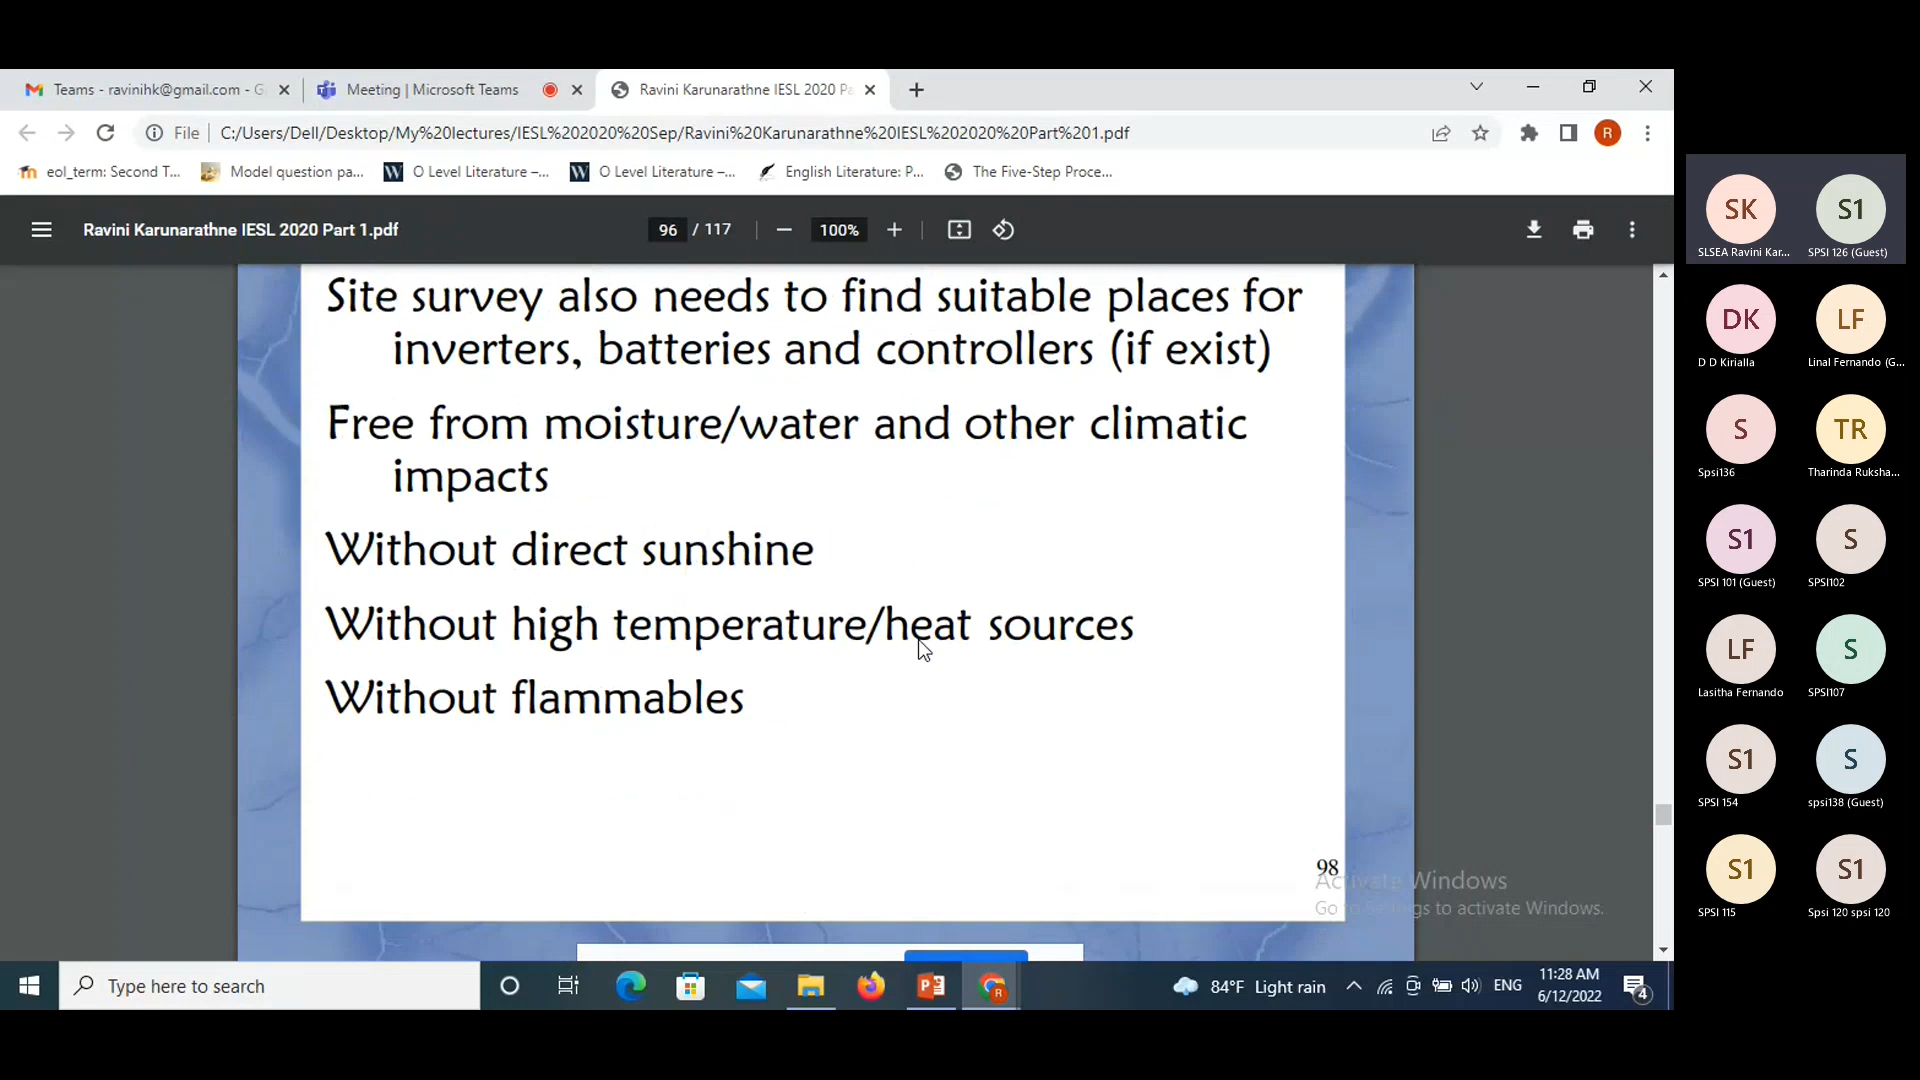 Teams - ravinihk@gmail.com - G
Meeting | Microsoft Teams
Ravini Karunarathne IESL 2020 Pa
File
C:/Users/Dell/Desktop/My%20lectures/IESL%202020%20Sep/Ravini%20Karunarathne%20IESL%202020%20Part%201.pdf
R
eol_term: Second T...
Model question pa...
W
O Level Literature –...
W
O Level Literature –...
English Literature: P...
The Five-Step Proce...
Ravini Karunarathne IESL 2020 Part 1.pdf
96 / 117
100%
Site survey also needs to find suitable places for
inverters, batteries and controllers (if exist)
Free from moisture/water and other climatic
impacts
Without direct sunshine
Without high temperature/heat sources
Without flammables
98
Activate Windows
Go to Settings to activate Windows.
Type here to search
84°F Light rain
ENG
11:28 AM
6/12/2022
4
SK
SLSEA Ravini Kar...
S1
SPSI 126 (Guest)
DK
D D Kirialla
LF
Linal Fernando (G...
S
Spsi136
TR
Tharinda Ruksha...
S1
SPSI 101 (Guest)
S
SPSI102
LF
Lasitha Fernando
S
SPSI107
S1
SPSI 154
S
spsi138 (Guest)
S1
SPSI 115
S1
Spsi 120 spsi 120